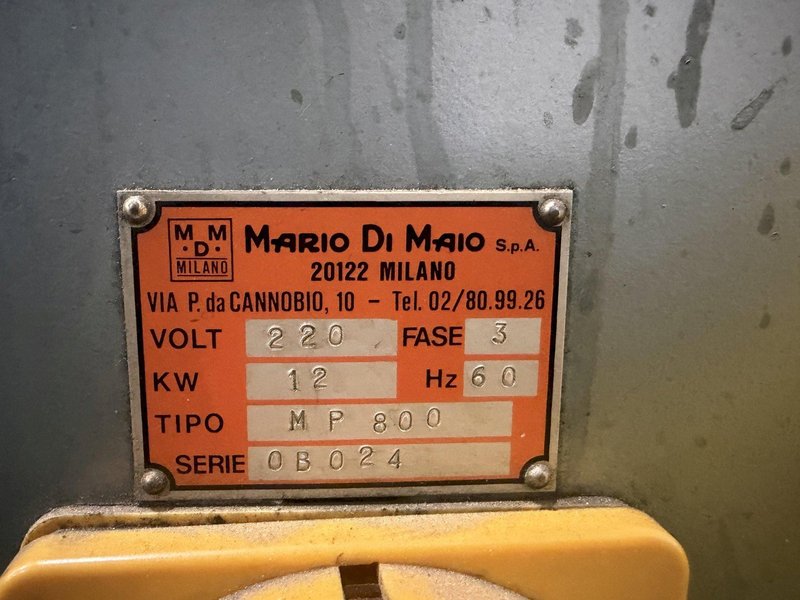 M M
· D ·
MILANO
MARIO DI MAIO S.p.A.
20122 MILANO
VIA P. da CANNOBIO, 10 - Tel. 02/80.99.26
VOLT 220 FASE 3
KW 12 Hz 60
TIPO MP 800
SERIE 0B024